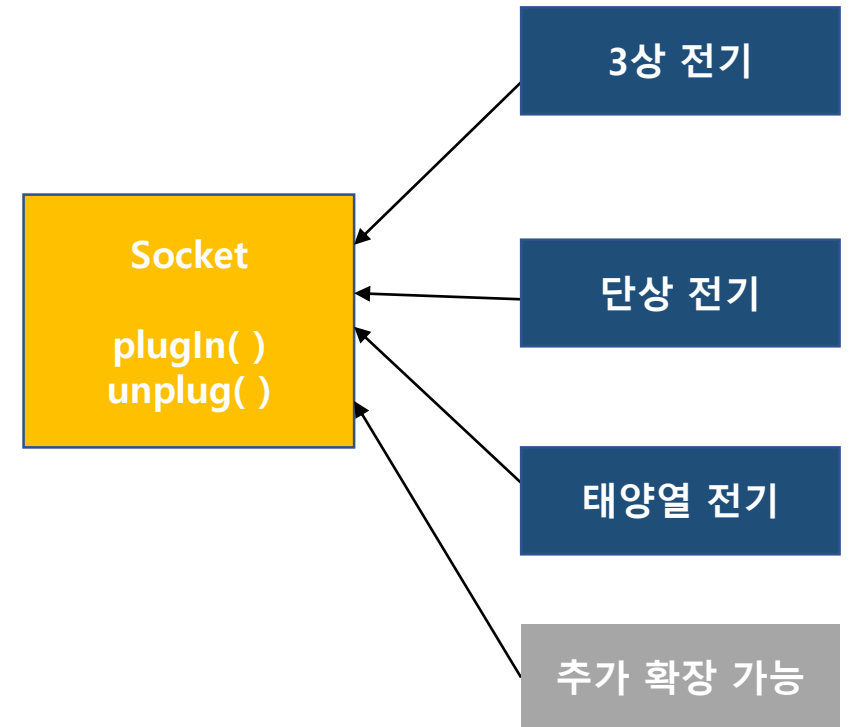 Socket
plugIn( )
unplug( )
3상 전기
단상 전기
태양열 전기
추가 확장 가능